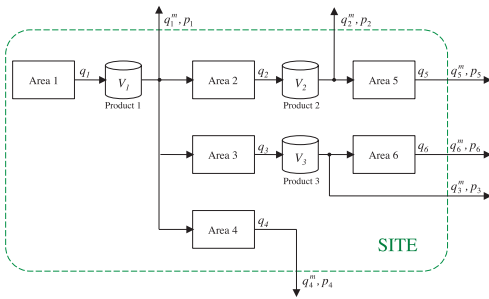 q₁ᵐ, p₁
q₂ᵐ, p₂
Area 1
q₁
V₁
Product 1
Area 2
q₂
V₂
Product 2
Area 5
q₅
q₅ᵐ, p₅
Area 3
q₃
V₃
Product 3
Area 6
q₆
q₆ᵐ, p₆
q₃ᵐ, p₃
Area 4
q₄
SITE
q₄ᵐ, p₄